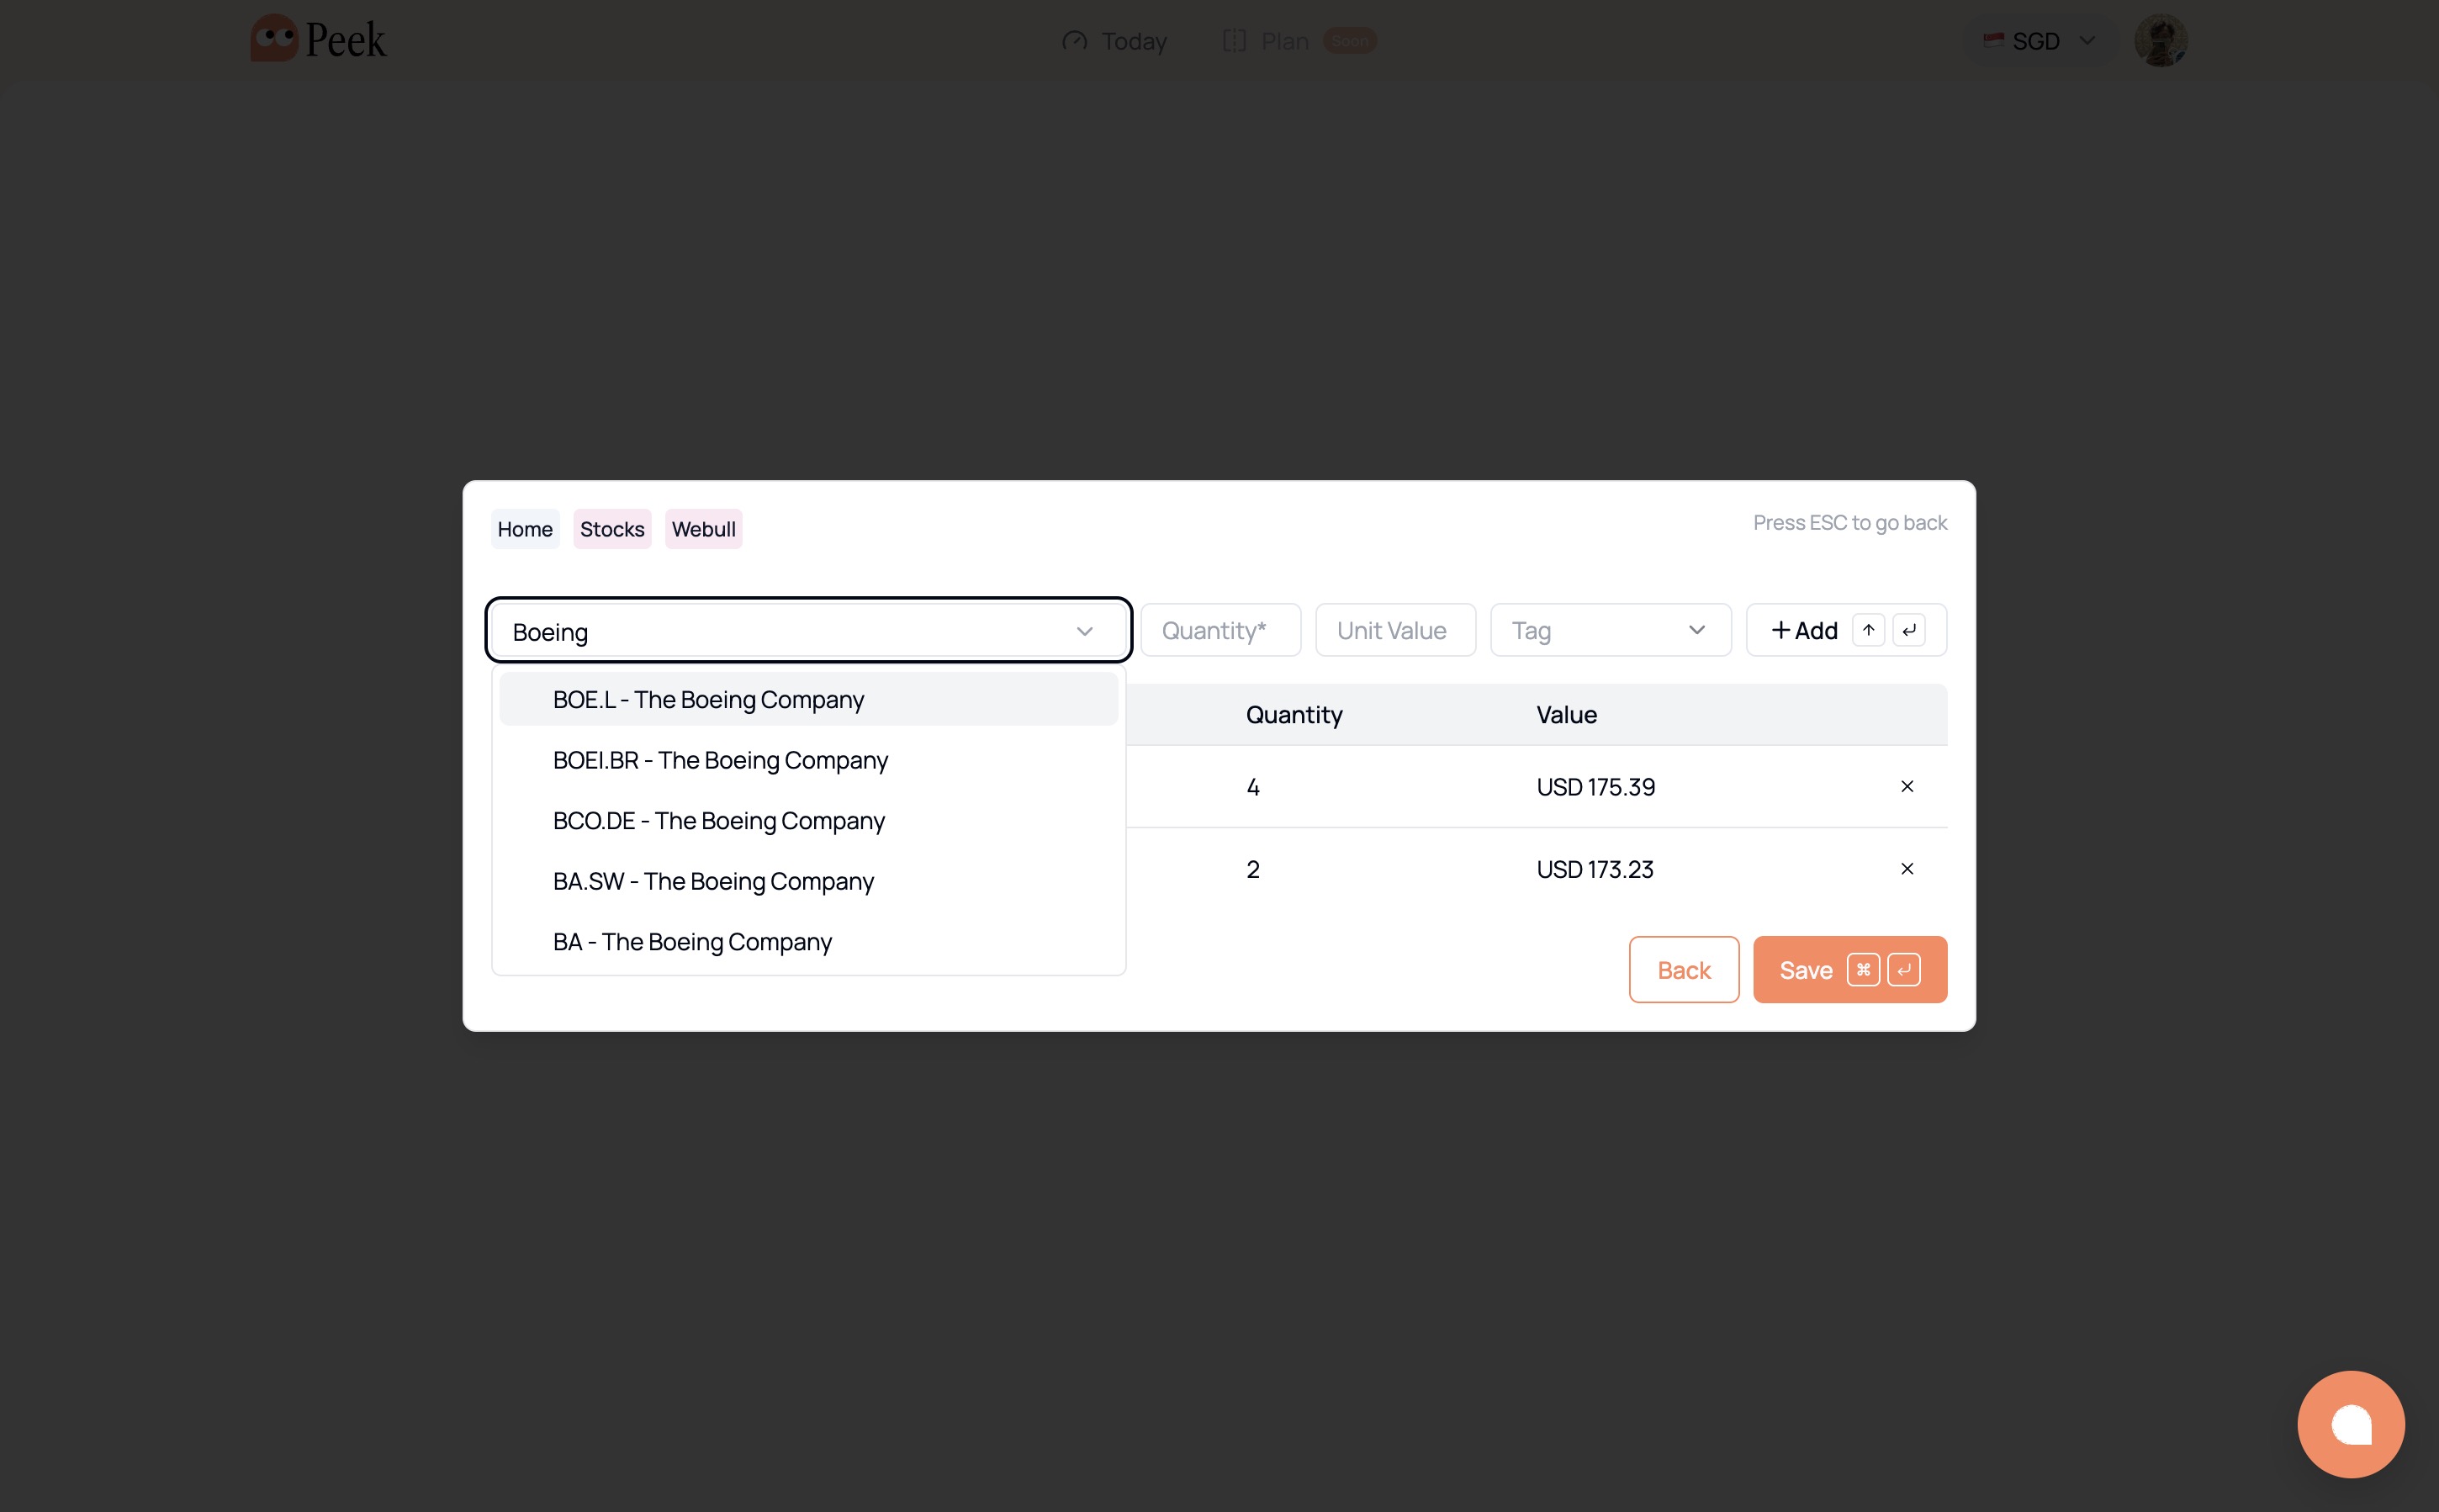 Peek
Today
Plan Soon
SGD
Home Stocks Webull
Press ESC to go back
Boeing
Quantity*
Unit Value
Tag
+Add
BOE.L - The Boeing Company
BOEI.BR - The Boeing Company
BCO.DE - The Boeing Company
BA.SW - The Boeing Company
BA - The Boeing Company
Quantity Value
4 USD 175.39
2 USD 173.23
Back
Save ⌘